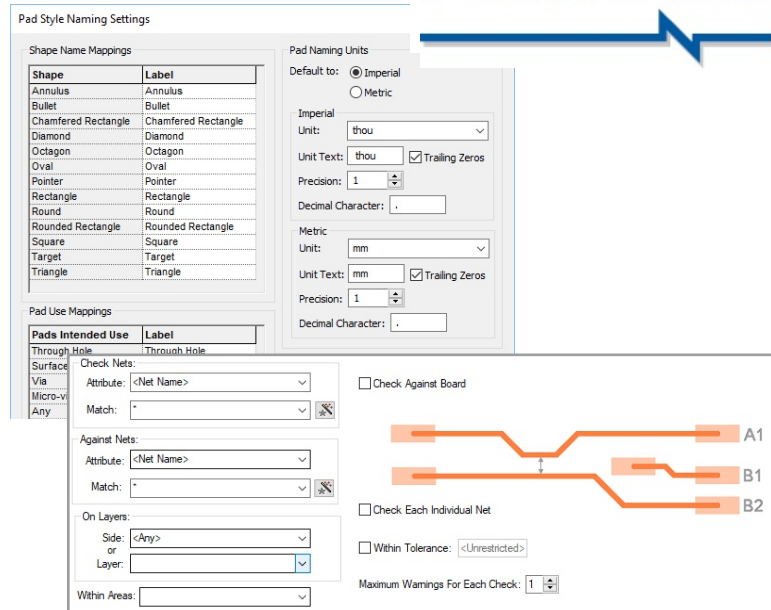 Pad Style Naming Settings
Shape Name Mappings
Shape Label
Annulus Annulus
Bullet Bullet
Chamfered Rectangle Chamfered Rectangle
Diamond Diamond
Octagon Octagon
Oval Oval
Pointer Pointer
Rectangle Rectangle
Round Round
Rounded Rectangle Rounded Rectangle
Square Square
Target Target
Triangle Triangle
Pad Use Mappings
Pads Intended Use Label
Through Hole Through Hole
Surface
Via
Any
Pad Naming Units
Default to: Imperial
Metric
Imperial
Unit: thou
Unit Text: thou Trailing Zeros
Precision: 1
Decimal Character: .
Metric
Unit: mm
Unit Text: mm Trailing Zeros
Precision: 1
Decimal Character: .
Check Nets:
Attribute: <Net Name>
Match: *
Against Nets:
Attribute: <Net Name>
Match: *
On Layers:
Side: <Any>
or
Layer:
Within Areas:
Check Against Board
A1
B1
B2
Check Each Individual Net
Within Tolerance: <Unrestricted>
Maximum Warnings For Each Check: 1